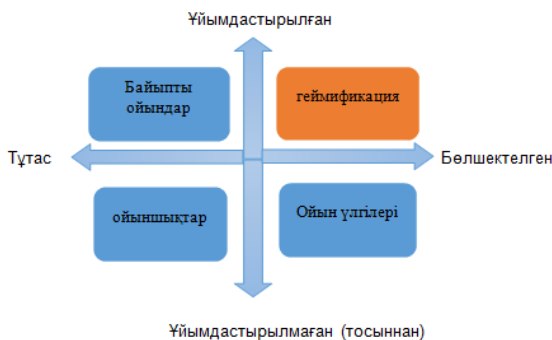 Ұйымдастырылған
Байыпты
ойындар
геймификация
Тұтас
Бөлшектелген
ойыншықтар
Ойын үлгілері
Ұйымдастырылмаған (тосыннан)